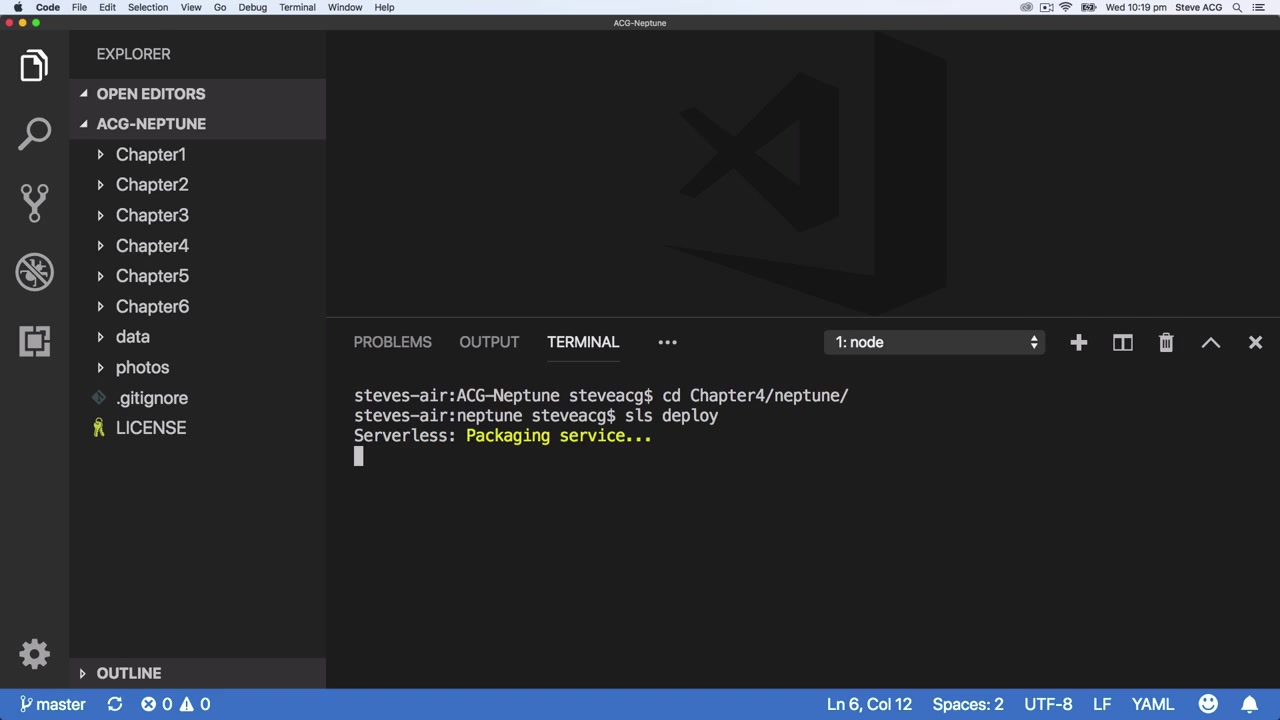 Code File Edit Selection View Go Debug Terminal Window Help Wed 10:19 pm Steve ACG
ACG-Neptune
EXPLORER
OPEN EDITORS
ACG-NEPTUNE
Chapter1
Chapter2
Chapter3
Chapter4
Chapter5
Chapter6
data
photos
.gitignore
LICENSE
OUTLINE
PROBLEMS OUTPUT TERMINAL ••• 1: node
steves-air:ACG-Neptune steveacg$ cd Chapter4/neptune/
steves-air:neptune steveacg$ sls deploy
Serverless: Packaging service...
master 0 0 Ln 6, Col 12 Spaces: 2 UTF-8 LF YAML